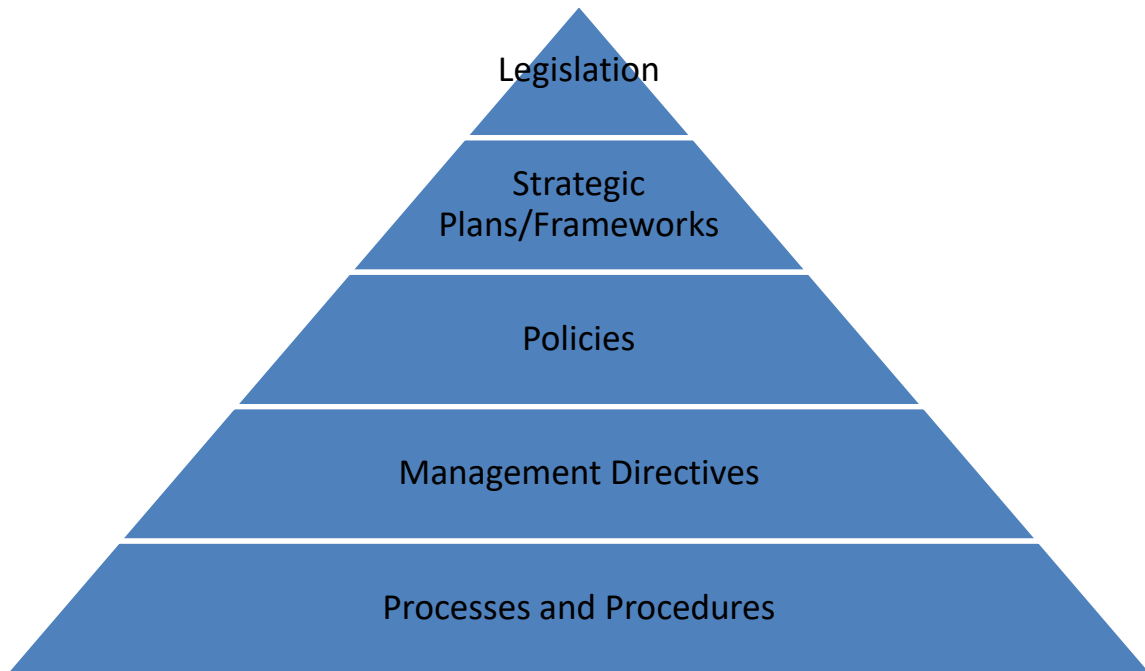 Legislation
Strategic
Plans/Frameworks
Policies
Management Directives
Processes and Procedures